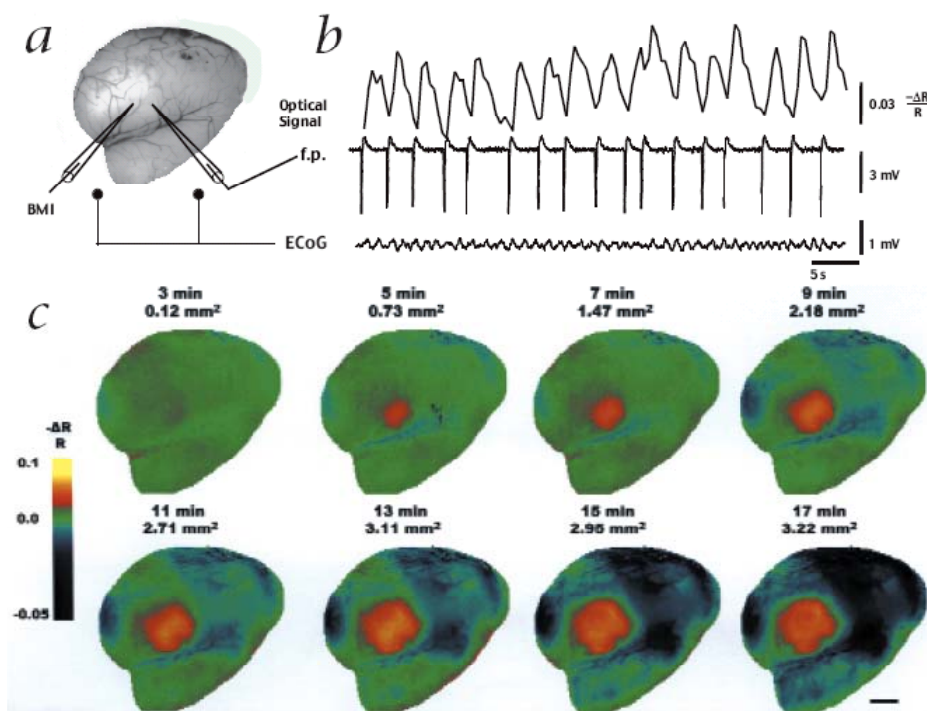 a
b
Optical
Signal
f.p.
BMI
ECoG
0.03 -ΔR
R
3 mV
1 mV
5 s
c
3 min
0.12 mm²
5 min
0.73 mm²
7 min
1.47 mm²
9 min
2.18 mm²
-ΔR
R
0.1
0.0
-0.05
11 min
2.71 mm²
13 min
3.11 mm²
15 min
2.95 mm²
17 min
3.22 mm²